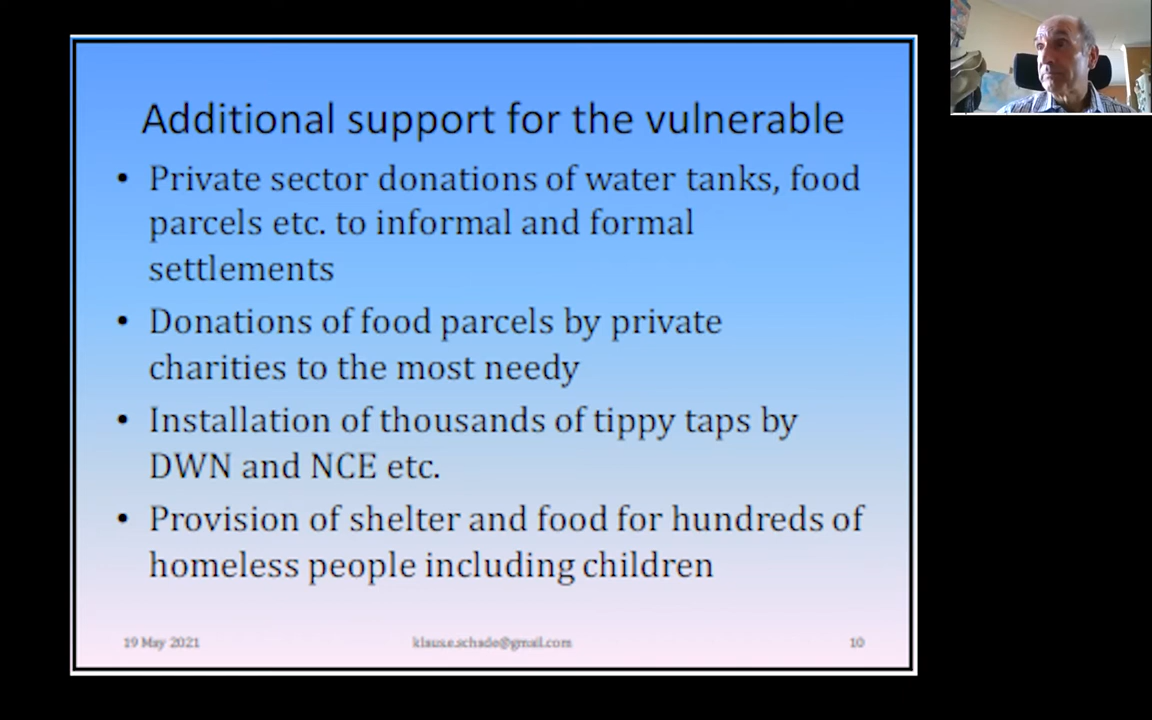 Additional support for the vulnerable
• Private sector donations of water tanks, food
parcels etc. to informal and formal
settlements
• Donations of food parcels by private
charities to the most needy
• Installation of thousands of tippy taps by
DWN and NCE etc.
• Provision of shelter and food for hundreds of
homeless people including children
19 May 2021
klaus.e.schade@gmail.com
10